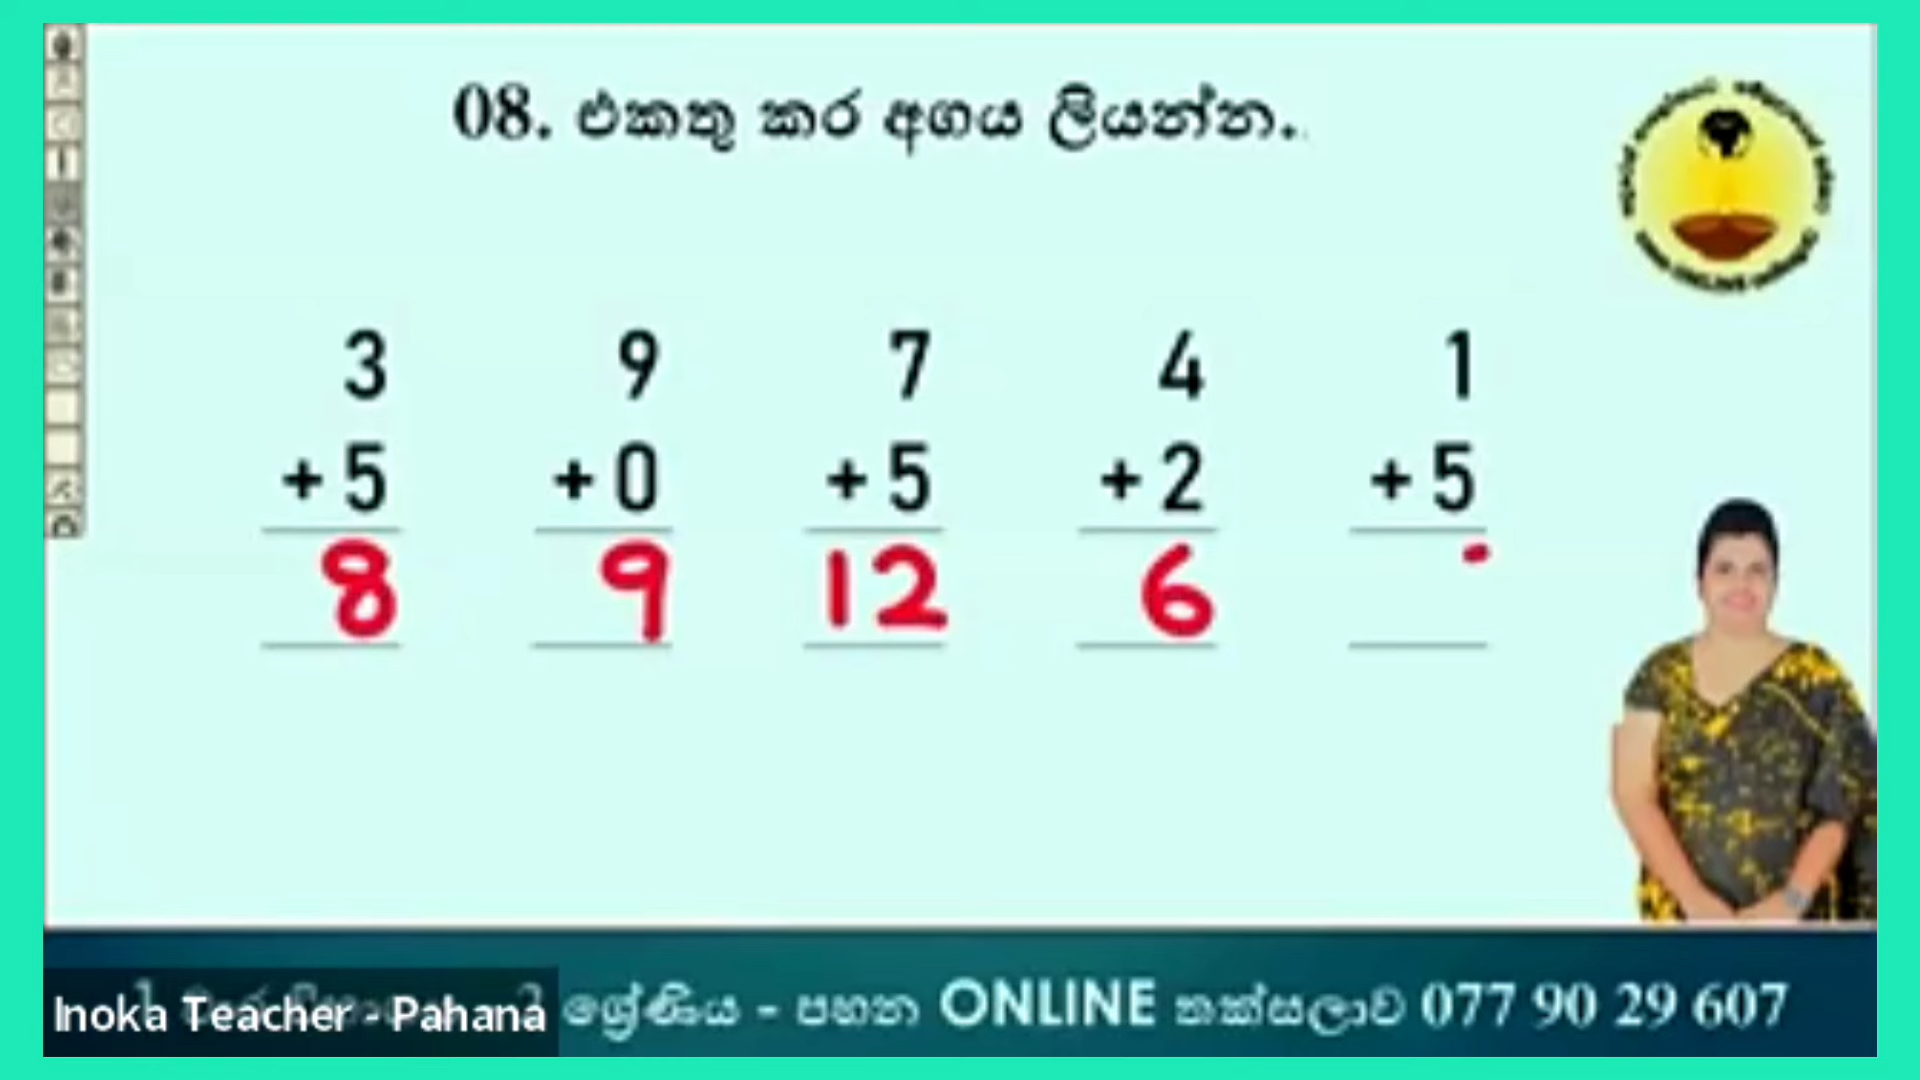 08. එකතු කර අගය ලියන්න.
3 9 7 4 1
+ 5 + 0 + 5 + 2 + 5
8 9 12 6
Inoka Teacher - Pahana ශ්‍රේණිය - පහන ONLINE තක්සලාව 077 90 29 607